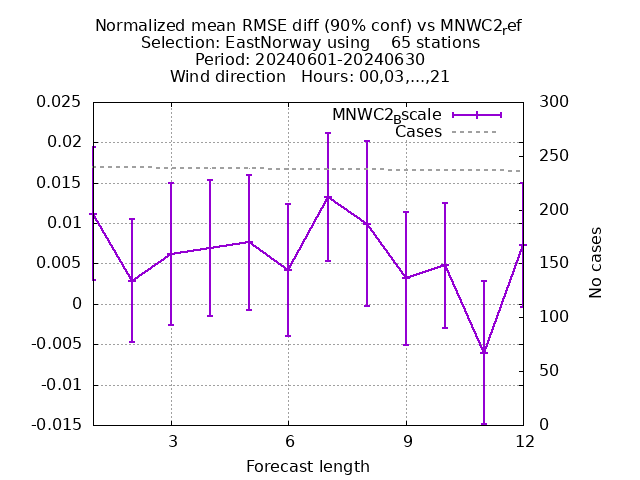 Normalized mean RMSE diff (90% conf) vs MNWC2ref
Selection: EastNorway using 65 stations
Period: 20240601-20240630
Wind direction Hours: 00,03,...,21
MNWC2Bscale
Cases
0.025
0.02
0.015
0.01
0.005
0
-0.005
-0.01
-0.015
300
250
200
150
100
50
0
No cases
3 6 9 12
Forecast length